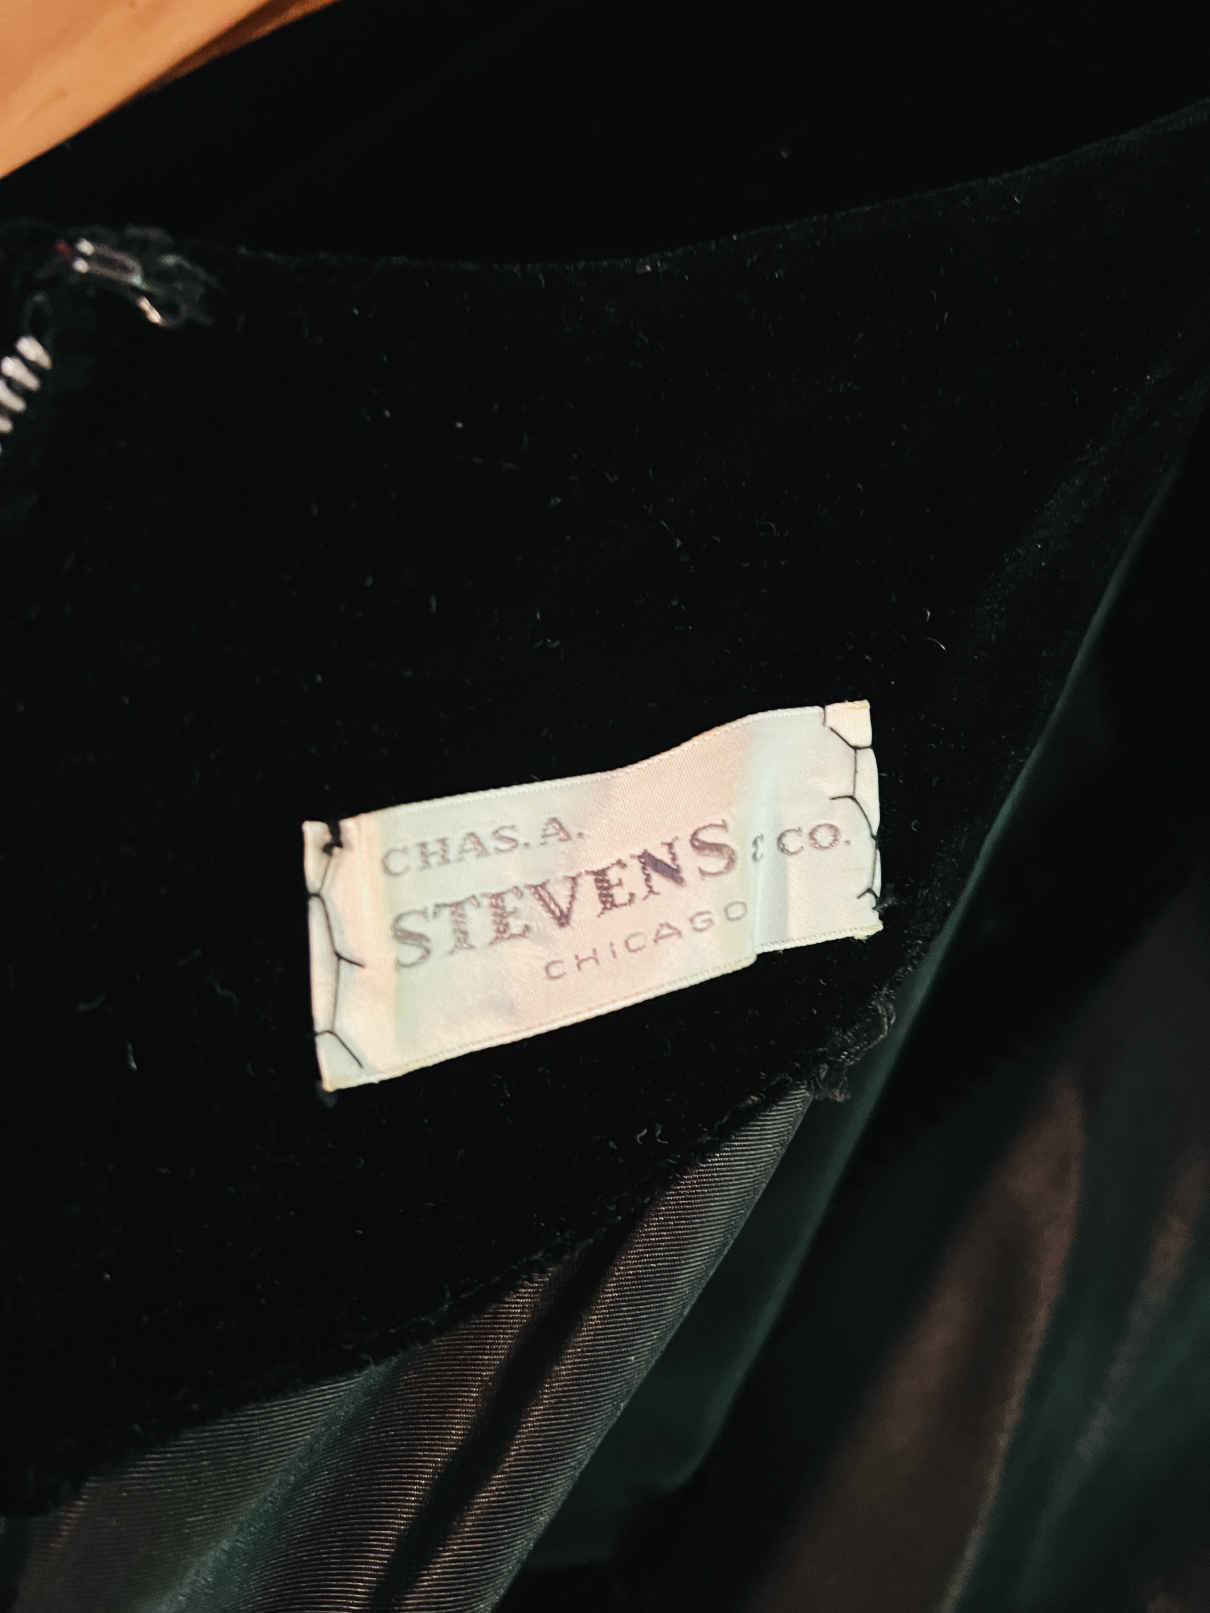 CHAS. A.
STEVENS & CO.
CHICAGO